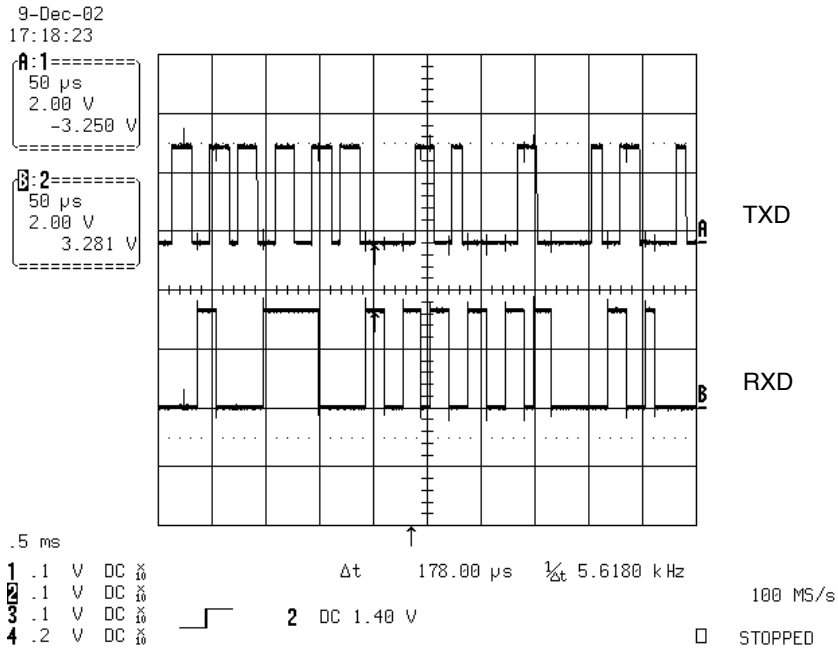 9-Dec-02
17:18:23
A:1
50 µs
2.00 V
-3.250 V
B:2
50 µs
2.00 V
3.281 V
A
TXD
B
RXD
.5 ms
1 .1 V DC X10
2 .1 V DC X10
3 .1 V DC X10
4 .2 V DC X10
Δt 178.00 µs 1/Δt 5.6180 kHz
2 DC 1.40 V
100 MS/s
STOPPED